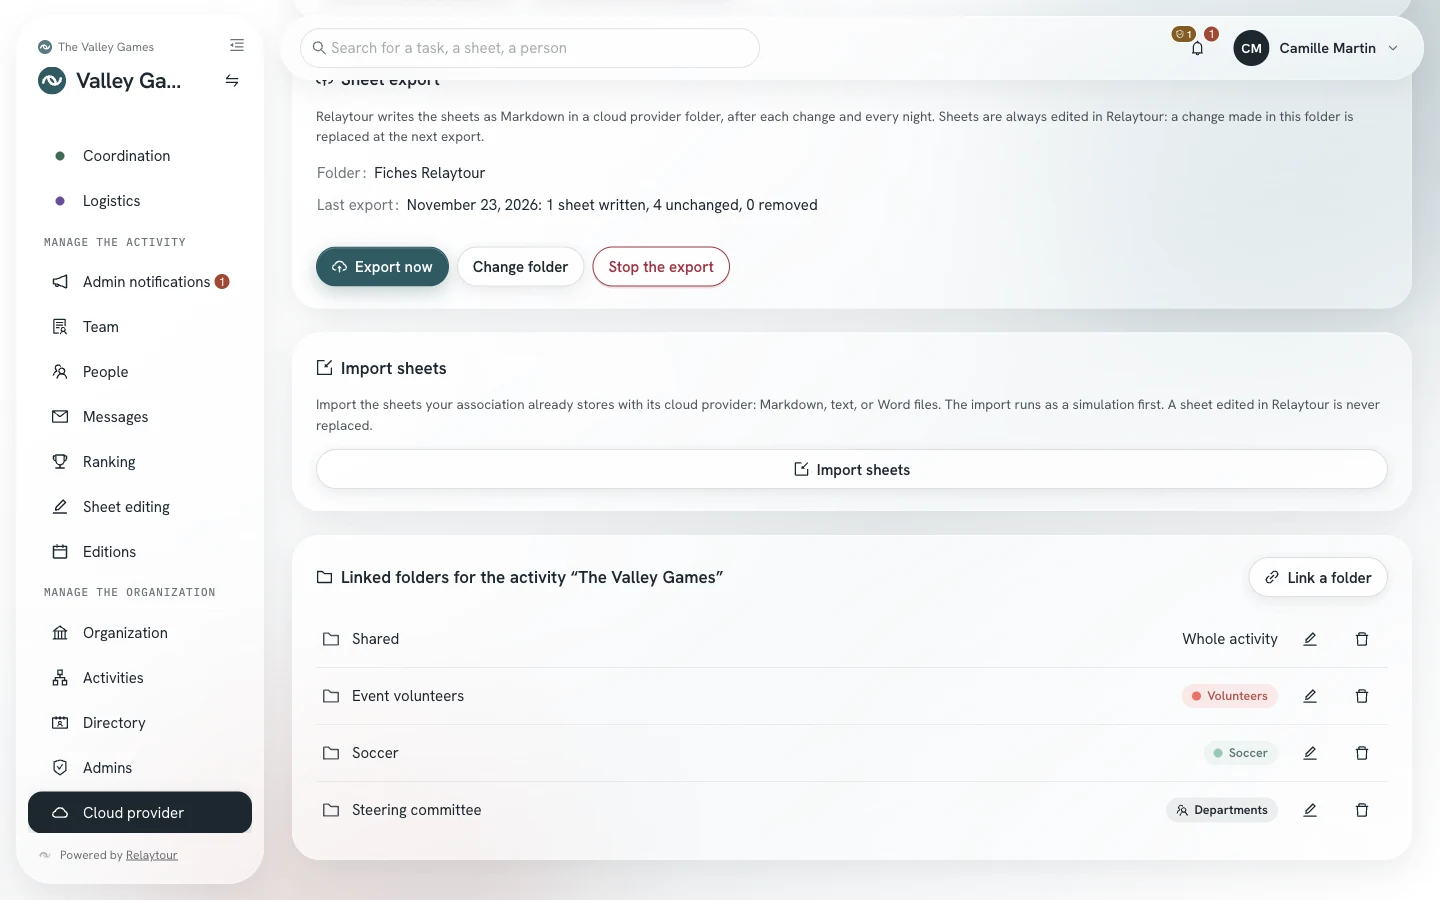 The Valley Games
Valley Ga...
Coordination
Logistics
MANAGE THE ACTIVITY
Admin notifications 1
Team
People
Messages
Ranking
Sheet editing
Editions
MANAGE THE ORGANIZATION
Organization
Activities
Directory
Admins
Cloud provider
Powered by Relaytour
Search for a task, a sheet, a person
1
1
CM
Camille Martin
Sheet export
Relaytour writes the sheets as Markdown in a cloud provider folder, after each change and every night. Sheets are always edited in Relaytour: a change made in this folder is
replaced at the next export.
Folder: Fiches Relaytour
Last export: November 23, 2026: 1 sheet written, 4 unchanged, 0 removed
Export now
Change folder
Stop the export
Import sheets
Import the sheets your association already stores with its cloud provider: Markdown, text, or Word files. The import runs as a simulation first. A sheet edited in Relaytour is never
replaced.
Import sheets
Linked folders for the activity “The Valley Games”
Link a folder
Shared
Whole activity
Event volunteers
Volunteers
Soccer
Soccer
Steering committee
Departments